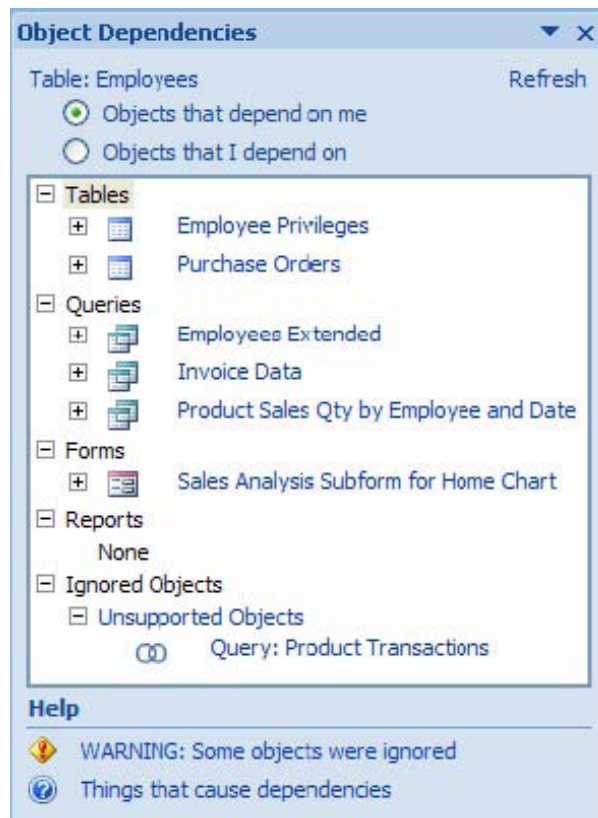 Object Dependencies
Table: Employees Refresh
Objects that depend on me
Objects that I depend on
Tables
Employee Privileges
Purchase Orders
Queries
Employees Extended
Invoice Data
Product Sales Qty by Employee and Date
Forms
Sales Analysis Subform for Home Chart
Reports
None
Ignored Objects
Unsupported Objects
Query: Product Transactions
Help
WARNING: Some objects were ignored
Things that cause dependencies